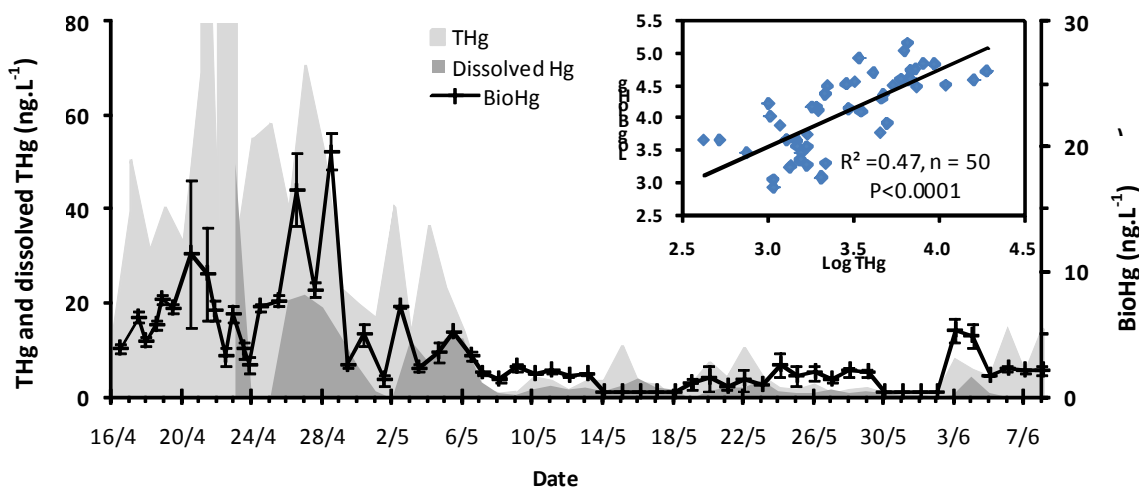 80
60
40
20
0
THg and dissolved THg (ng.L-1)
THg
Dissolved Hg
BioHg
5.5
5.0
4.5
4.0
3.5
3.0
2.5
Log BioHg
R² =0.47, n = 50
P<0.0001
2.5 3.0 3.5 4.0 4.5
Log THg
30
20
10
0
BioHg (ng.L-1)
16/4 20/4 24/4 28/4 2/5 6/5 10/5 14/5 18/5 22/5 26/5 30/5 3/6 7/6
Date